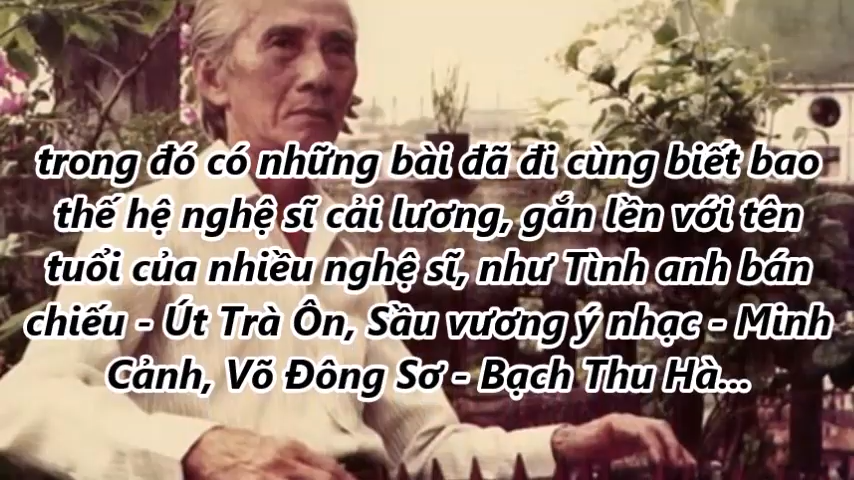 trong đó có những bài đã đi cùng biết bao
thế hệ nghệ sĩ cải lương, gắn lền với tên
tuổi của nhiều nghệ sĩ, như Tình anh bán
chiếu - Út Trà Ôn, Sầu vương ý nhạc - Minh
Cảnh, Võ Đông Sơ - Bạch Thu Hà...